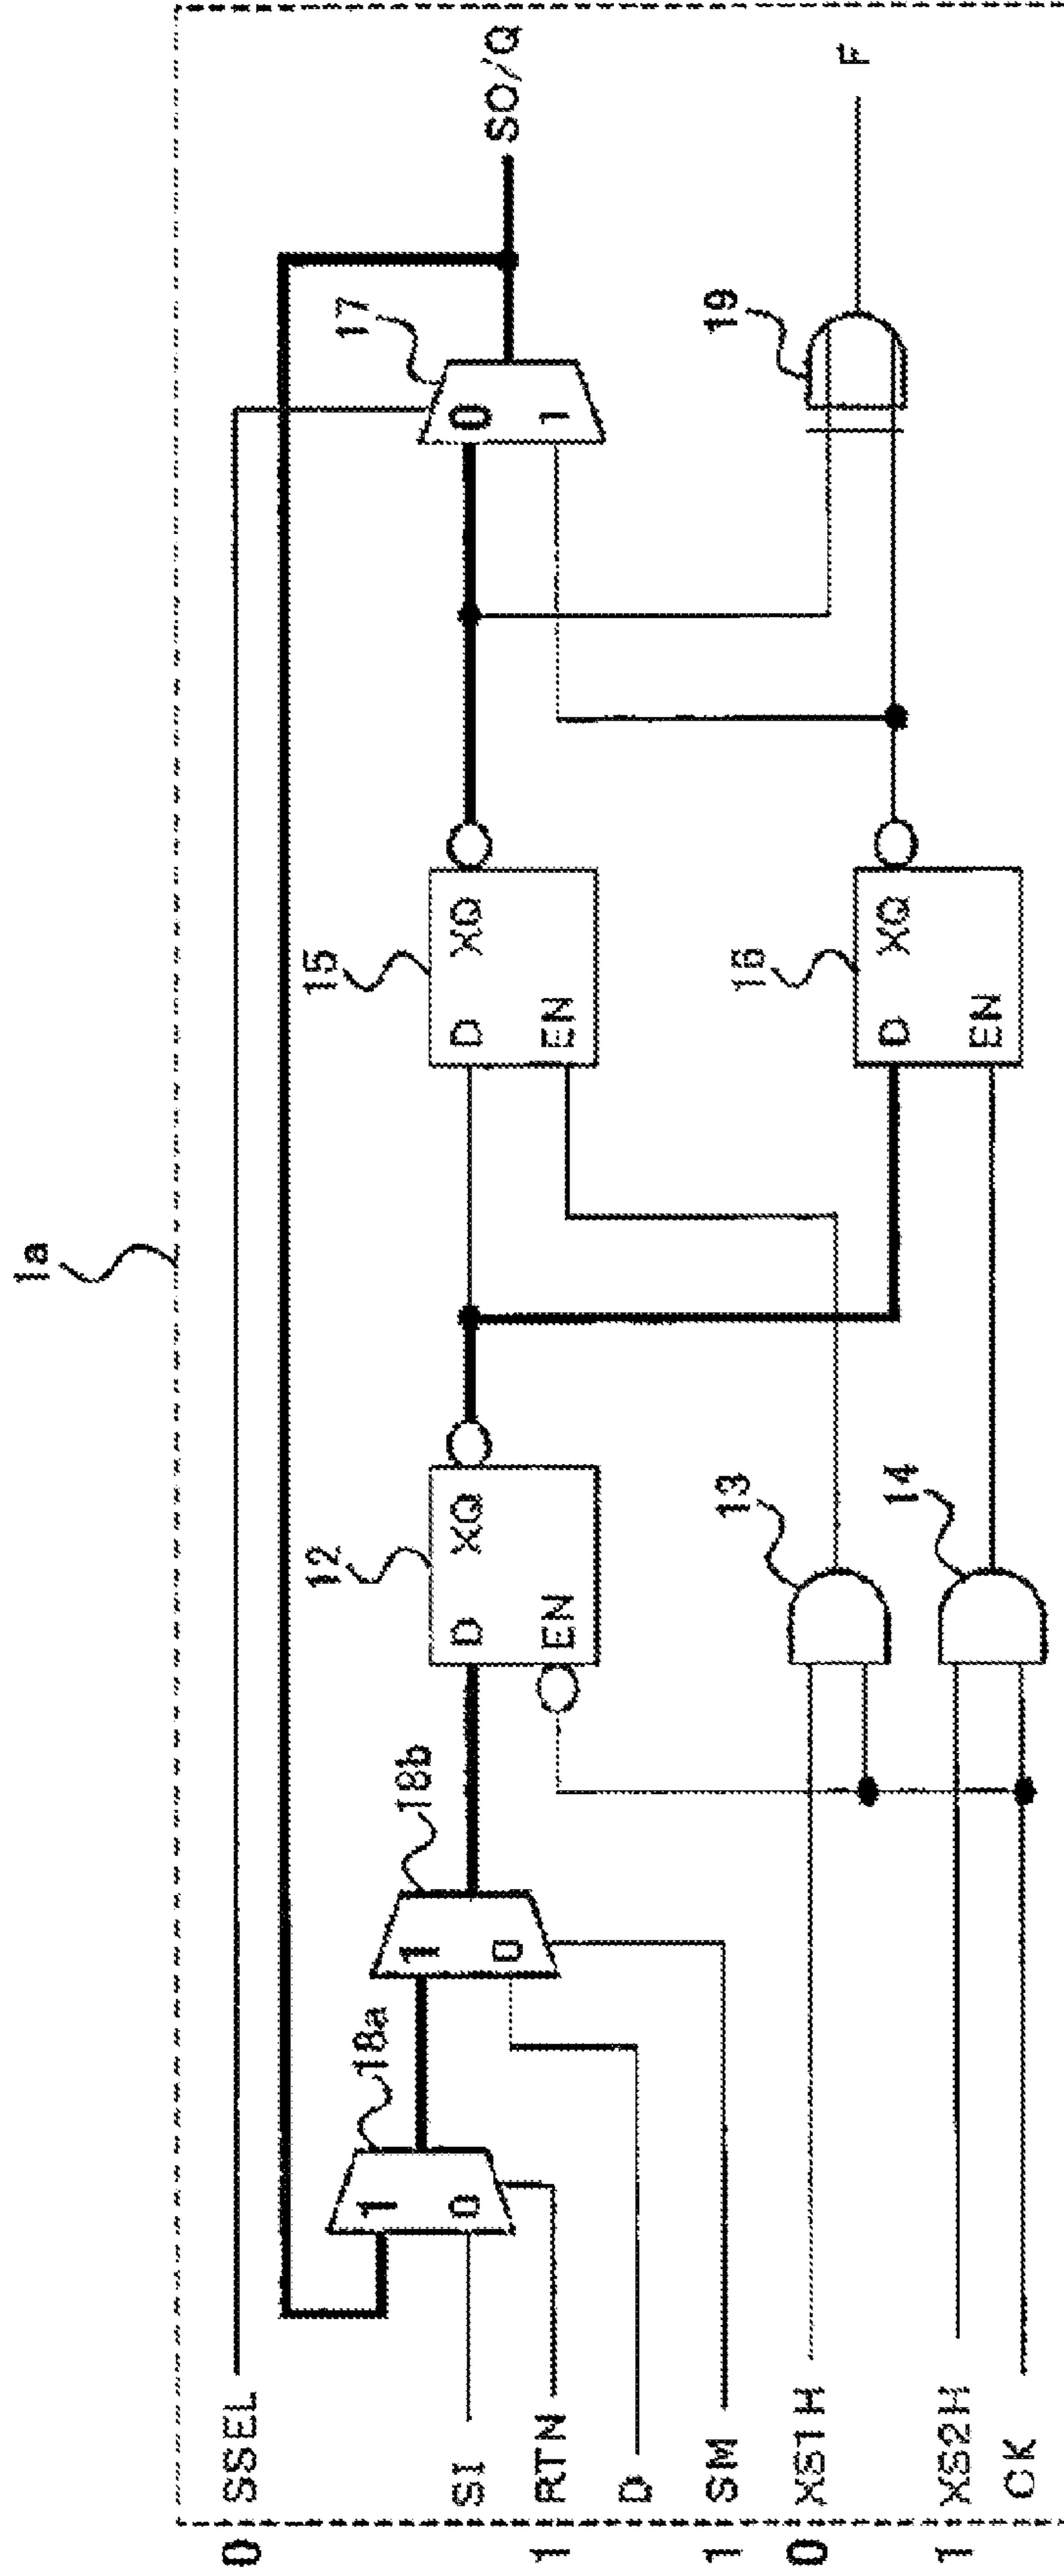 1a
0 SSEL
SI
1 RTN
D
1 SM
0 XS1H
1 XS2H
CK
18a
1
0
18b
1
0
12
D XQ
EN
13
14
15
D XQ
EN
16
D XQ
EN
17
0
1
19
SO/Q
F